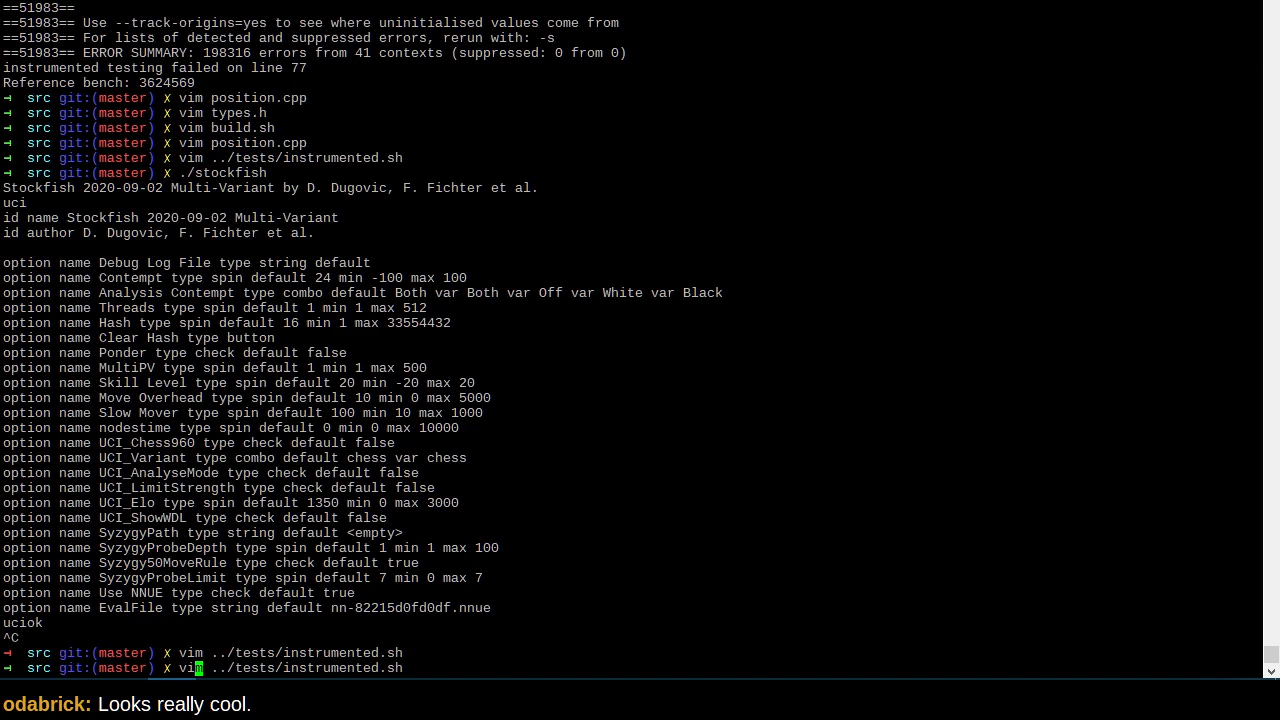 ==51983==
==51983== Use --track-origins=yes to see where uninitialised values come from
==51983== For lists of detected and suppressed errors, rerun with: -s
==51983== ERROR SUMMARY: 198316 errors from 41 contexts (suppressed: 0 from 0)
instrumented testing failed on line 77
Reference bench: 3624569
→ src git:(master) ✗ vim position.cpp
→ src git:(master) ✗ vim types.h
→ src git:(master) ✗ vim build.sh
→ src git:(master) ✗ vim position.cpp
→ src git:(master) ✗ vim ../tests/instrumented.sh
→ src git:(master) ✗ ./stockfish
Stockfish 2020-09-02 Multi-Variant by D. Dugovic, F. Fichter et al.
uci
id name Stockfish 2020-09-02 Multi-Variant
id author D. Dugovic, F. Fichter et al.
option name Debug Log File type string default
option name Contempt type spin default 24 min -100 max 100
option name Analysis Contempt type combo default Both var Both var Off var White var Black
option name Threads type spin default 1 min 1 max 512
option name Hash type spin default 16 min 1 max 33554432
option name Clear Hash type button
option name Ponder type check default false
option name MultiPV type spin default 1 min 1 max 500
option name Skill Level type spin default 20 min -20 max 20
option name Move Overhead type spin default 10 min 0 max 5000
option name Slow Mover type spin default 100 min 10 max 1000
option name nodestime type spin default 0 min 0 max 10000
option name UCI_Chess960 type check default false
option name UCI_Variant type combo default chess var chess
option name UCI_AnalyseMode type check default false
option name UCI_LimitStrength type check default false
option name UCI_Elo type spin default 1350 min 0 max 3000
option name UCI_ShowWDL type check default false
option name SyzygyPath type string default <empty>
option name SyzygyProbeDepth type spin default 1 min 1 max 100
option name Syzygy50MoveRule type check default true
option name SyzygyProbeLimit type spin default 7 min 0 max 7
option name Use NNUE type check default true
option name EvalFile type string default nn-82215d0fd0df.nnue
uciok
^C
→ src git:(master) ✗ vim ../tests/instrumented.sh
→ src git:(master) ✗ vim ../tests/instrumented.sh
odabrick: Looks really cool.